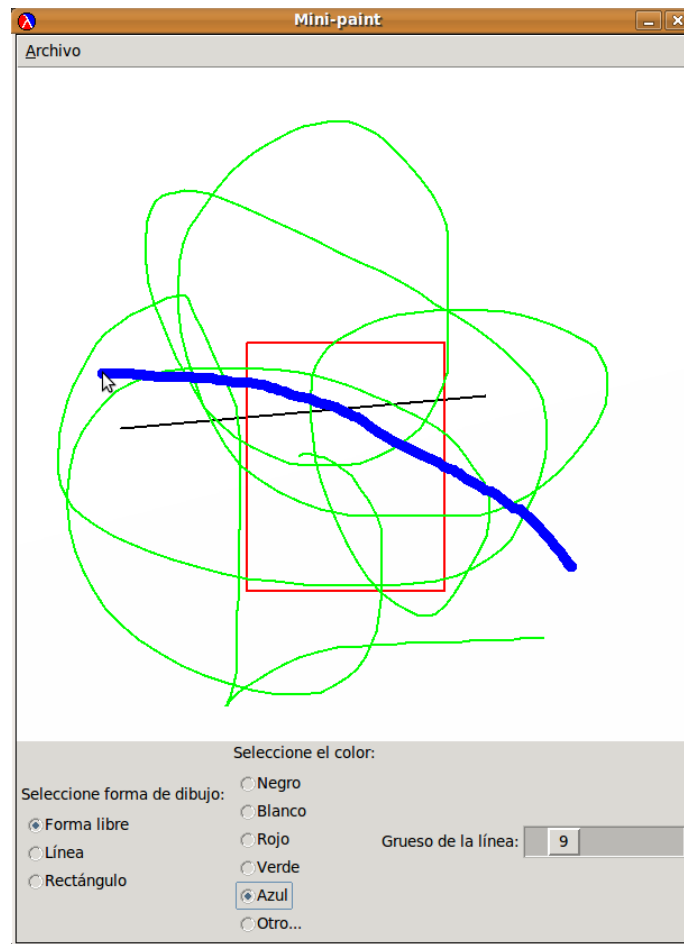 Mini-paint
Archivo
Seleccione forma de dibujo:
Forma libre
Línea
Rectángulo
Seleccione el color:
Negro
Blanco
Rojo
Verde
Azul
Otro...
Grueso de la línea: 9